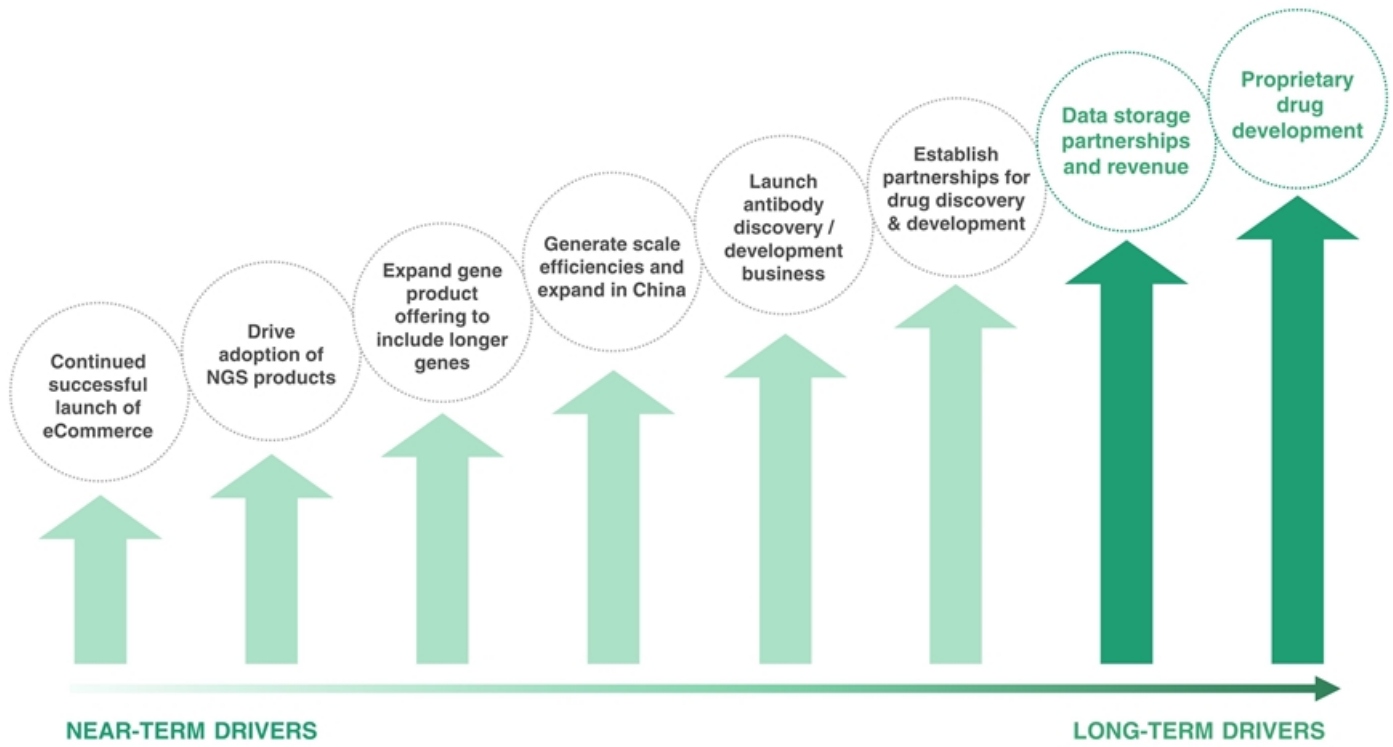 Continued
successful
launch of
eCommerce
Drive
adoption of
NGS products
Expand gene
product
offering to
include longer
genes
Generate scale
efficiencies and
expand in China
Launch
antibody
discovery /
development
business
Establish
partnerships for
drug discovery
& development
Data storage
partnerships
and revenue
Proprietary
drug
development
NEAR-TERM DRIVERS
LONG-TERM DRIVERS